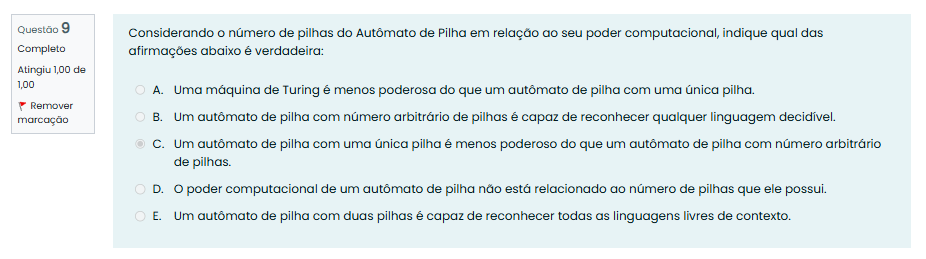 Questão 9
Completo
Atingiu 1,00 de
1,00
Remover
marcação
Considerando o número de pilhas do Autômato de Pilha em relação ao seu poder computacional, indique qual das
afirmações abaixo é verdadeira:
A. Uma máquina de Turing é menos poderosa do que um autômato de pilha com uma única pilha.
B. Um autômato de pilha com número arbitrário de pilhas é capaz de reconhecer qualquer linguagem decidível.
C. Um autômato de pilha com uma única pilha é menos poderoso do que um autômato de pilha com número arbitrário
de pilhas.
D. O poder computacional de um autômato de pilha não está relacionado ao número de pilhas que ele possui.
E. Um autômato de pilha com duas pilhas é capaz de reconhecer todas as linguagens livres de contexto.